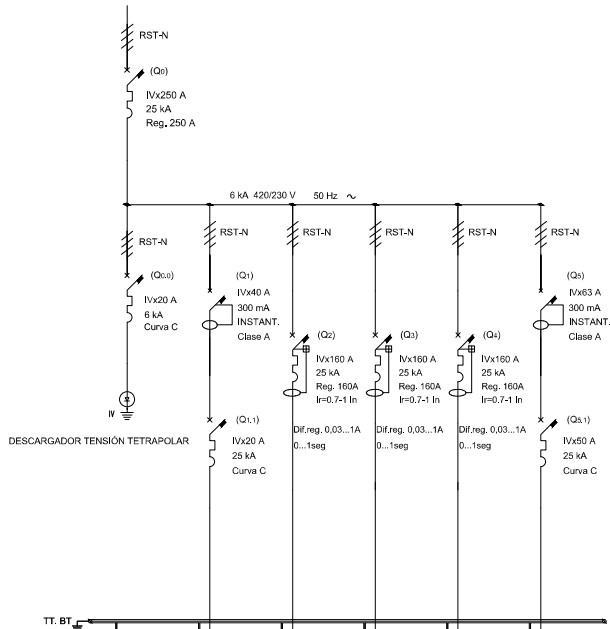 RST-N
(Q0)
IVx250 A
25 kA
Reg. 250 A
6 kA 420/230 V 50 Hz ~
RST-N
RST-N
RST-N
RST-N
RST-N
RST-N
(Q0.0)
IVx20 A
6 kA
Curva C
IV
DESCARGADOR TENSIÓN TETRAPOLAR
(Q1)
IVx40 A
300 mA
INSTANT.
Clase A
(Q1.1)
IVx20 A
25 kA
Curva C
(Q2)
IVx160 A
25 kA
Reg. 160A
Ir=0.7-1 In
Dif.reg. 0,03...1A
0...1seg
(Q3)
IVx160 A
25 kA
Reg. 160A
Ir=0.7-1 In
Dif.reg. 0,03...1A
0...1seg
(Q4)
IVx160 A
25 kA
Reg. 160A
Ir=0.7-1 In
Dif.reg. 0,03...1A
0...1seg
(Q5)
IVx63 A
300 mA
INSTANT.
Clase A
(Q5.1)
IVx50 A
25 kA
Curva C
TT. BT